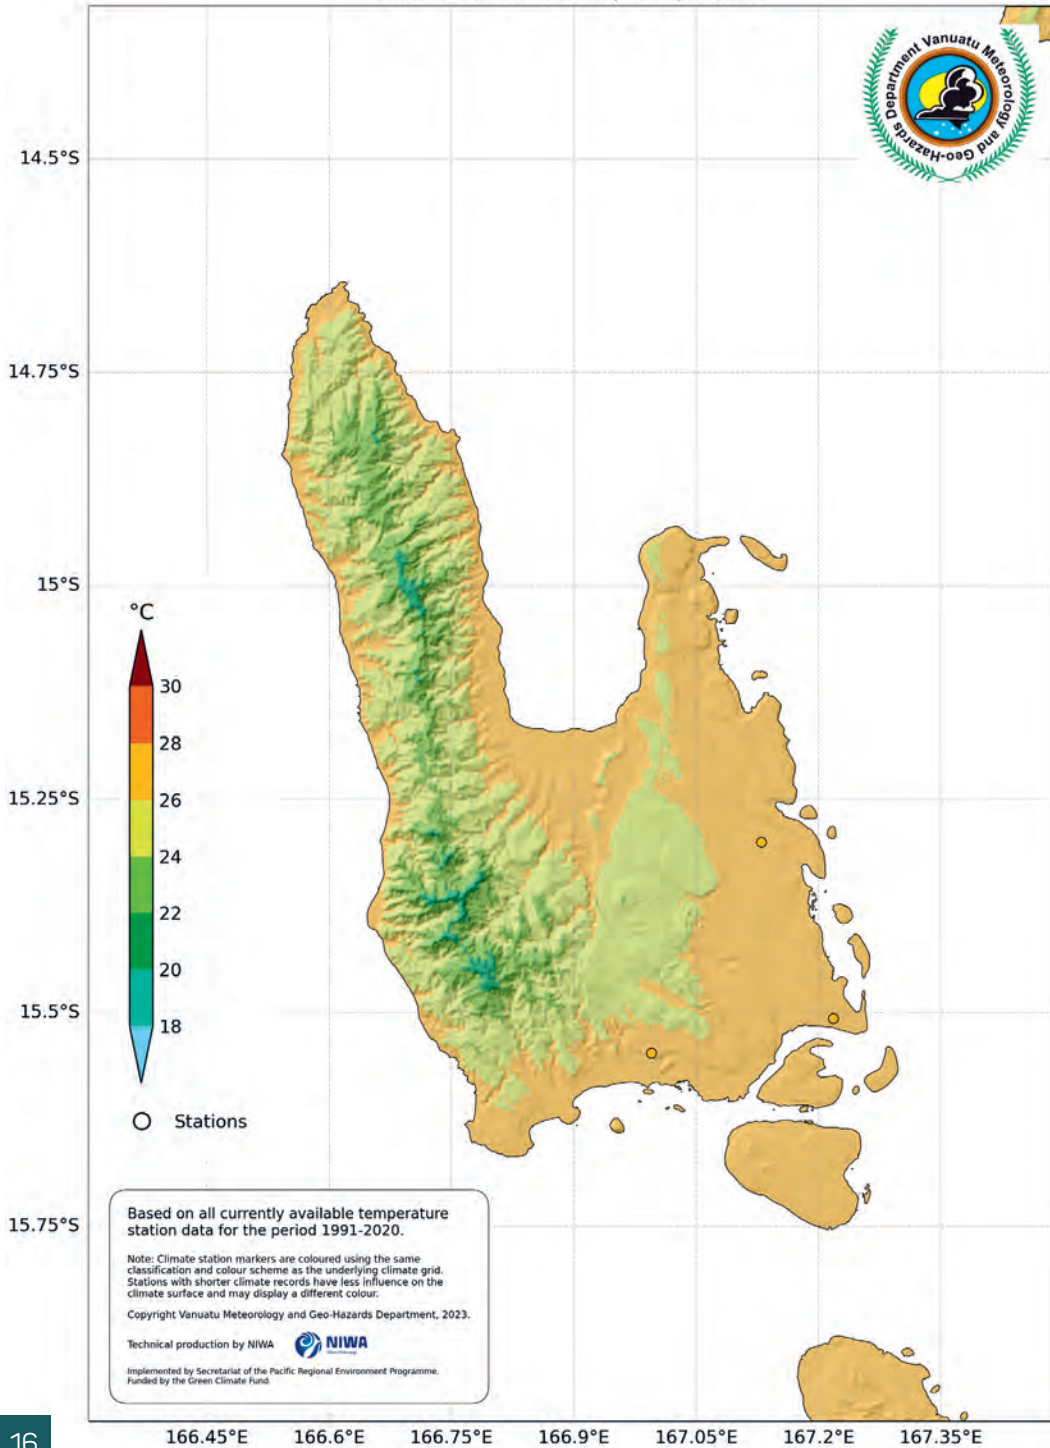 Department Vanuatu Meteorology and Geo-Hazards
14.5°S
14.75°S
15°S
15.25°S
15.5°S
15.75°S
°C
30
28
26
24
22
20
18
Stations
Based on all currently available temperature
station data for the period 1991-2020.
Note: Climate station markers are coloured using the same
classification and colour scheme as the underlying climate grid.
Stations with shorter climate records have less influence on the
climate surface and may display a different colour.
Copyright Vanuatu Meteorology and Geo-Hazards Department, 2023.
Technical production by NIWA
NIWA
Implemented by Secretariat of the Pacific Regional Environment Programme.
Funded by the Green Climate Fund.
16
166.45°E 166.6°E 166.75°E 166.9°E 167.05°E 167.2°E 167.35°E